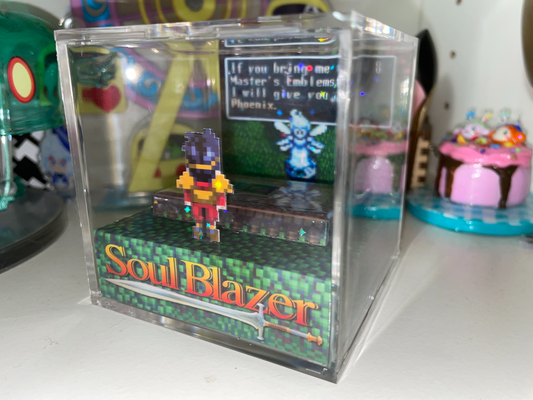 If you bring me
Master's Emblems,
I will give you
Phoenix.
Soul Blazer